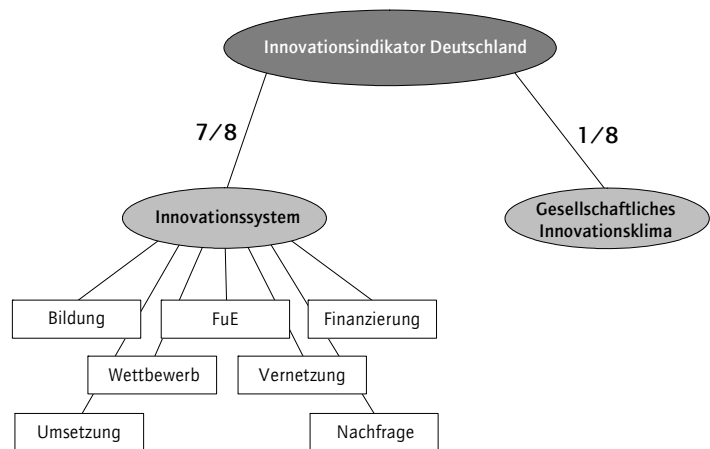 Innovationsindikator Deutschland
7/8
1/8
Innovationssystem
Gesellschaftliches
Innovationsklima
Bildung
FuE
Finanzierung
Wettbewerb
Vernetzung
Umsetzung
Nachfrage